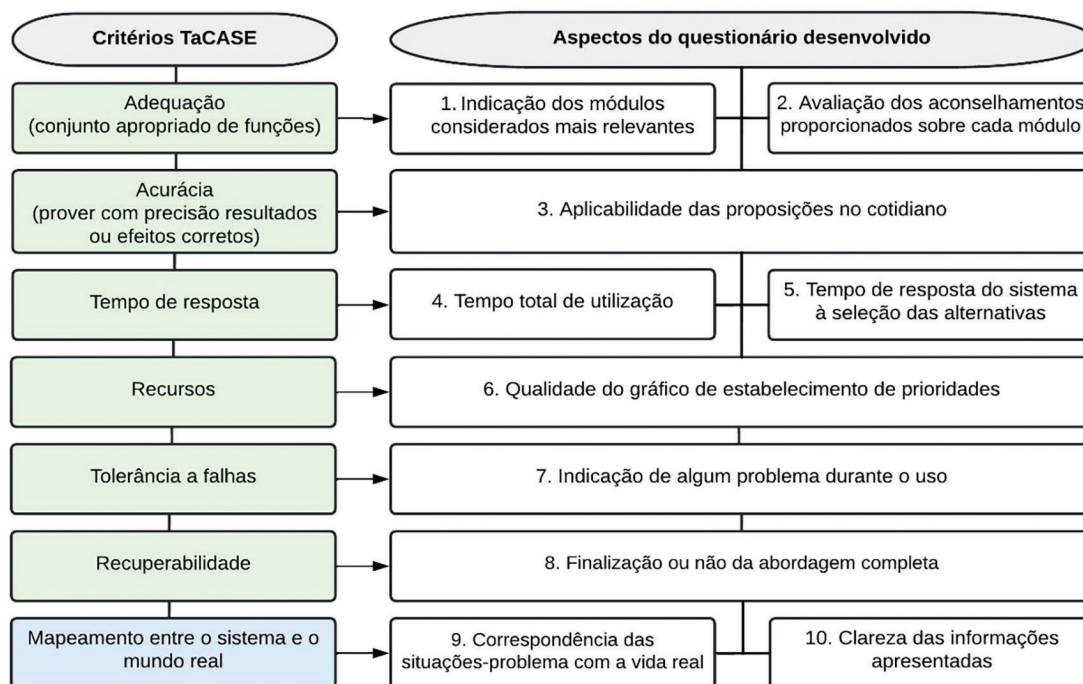 Critérios TaCASE
Aspectos do questionário desenvolvido
Adequação
(conjunto apropriado de funções)
1. Indicação dos módulos
considerados mais relevantes
2. Avaliação dos aconselhamentos
proporcionados sobre cada módulo
Acurácia
(prover com precisão resultados
ou efeitos corretos)
3. Aplicabilidade das proposições no cotidiano
Tempo de resposta
4. Tempo total de utilização
5. Tempo de resposta do sistema
à seleção das alternativas
Recursos
6. Qualidade do gráfico de estabelecimento de prioridades
Tolerância a falhas
7. Indicação de algum problema durante o uso
Recuperabilidade
8. Finalização ou não da abordagem completa
Mapeamento entre o sistema e o
mundo real
9. Correspondência das
situações-problema com a vida real
10. Clareza das informações
apresentadas